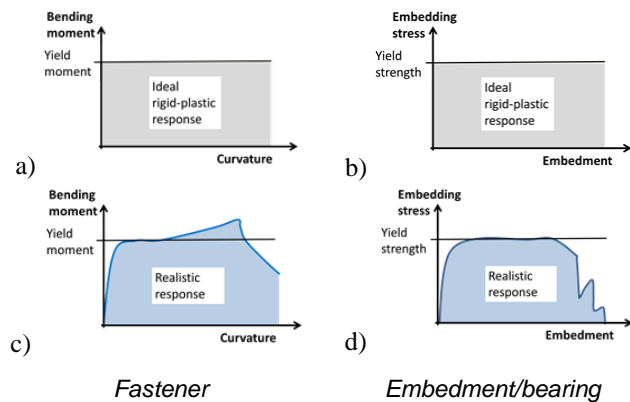 Bending
moment
Yield
moment
Ideal
rigid-plastic
response
a)
Curvature
Embedding
stress
Yield
strength
Ideal
rigid-plastic
response
b)
Embedment
Bending
moment
Yield
moment
Realistic
response
c)
Curvature
Embedding
stress
Yield
strength
Realistic
response
d)
Embedment
Fastener
Embedment/bearing